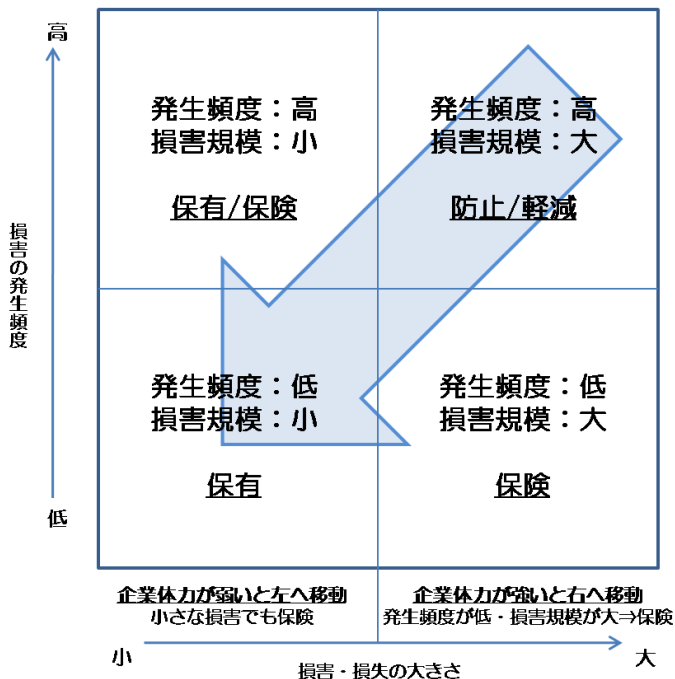 高
発生頻度：高
損害規模：小
保有/保険
発生頻度：高
損害規模：大
防止/軽減
損害の発生頻度
発生頻度：低
損害規模：小
保有
発生頻度：低
損害規模：大
保険
低
企業体力が弱いと左へ移動
小さな損害でも保険
企業体力が強いと右へ移動
発生頻度が低・損害規模が大⇒保険
小
大
損害・損失の大きさ